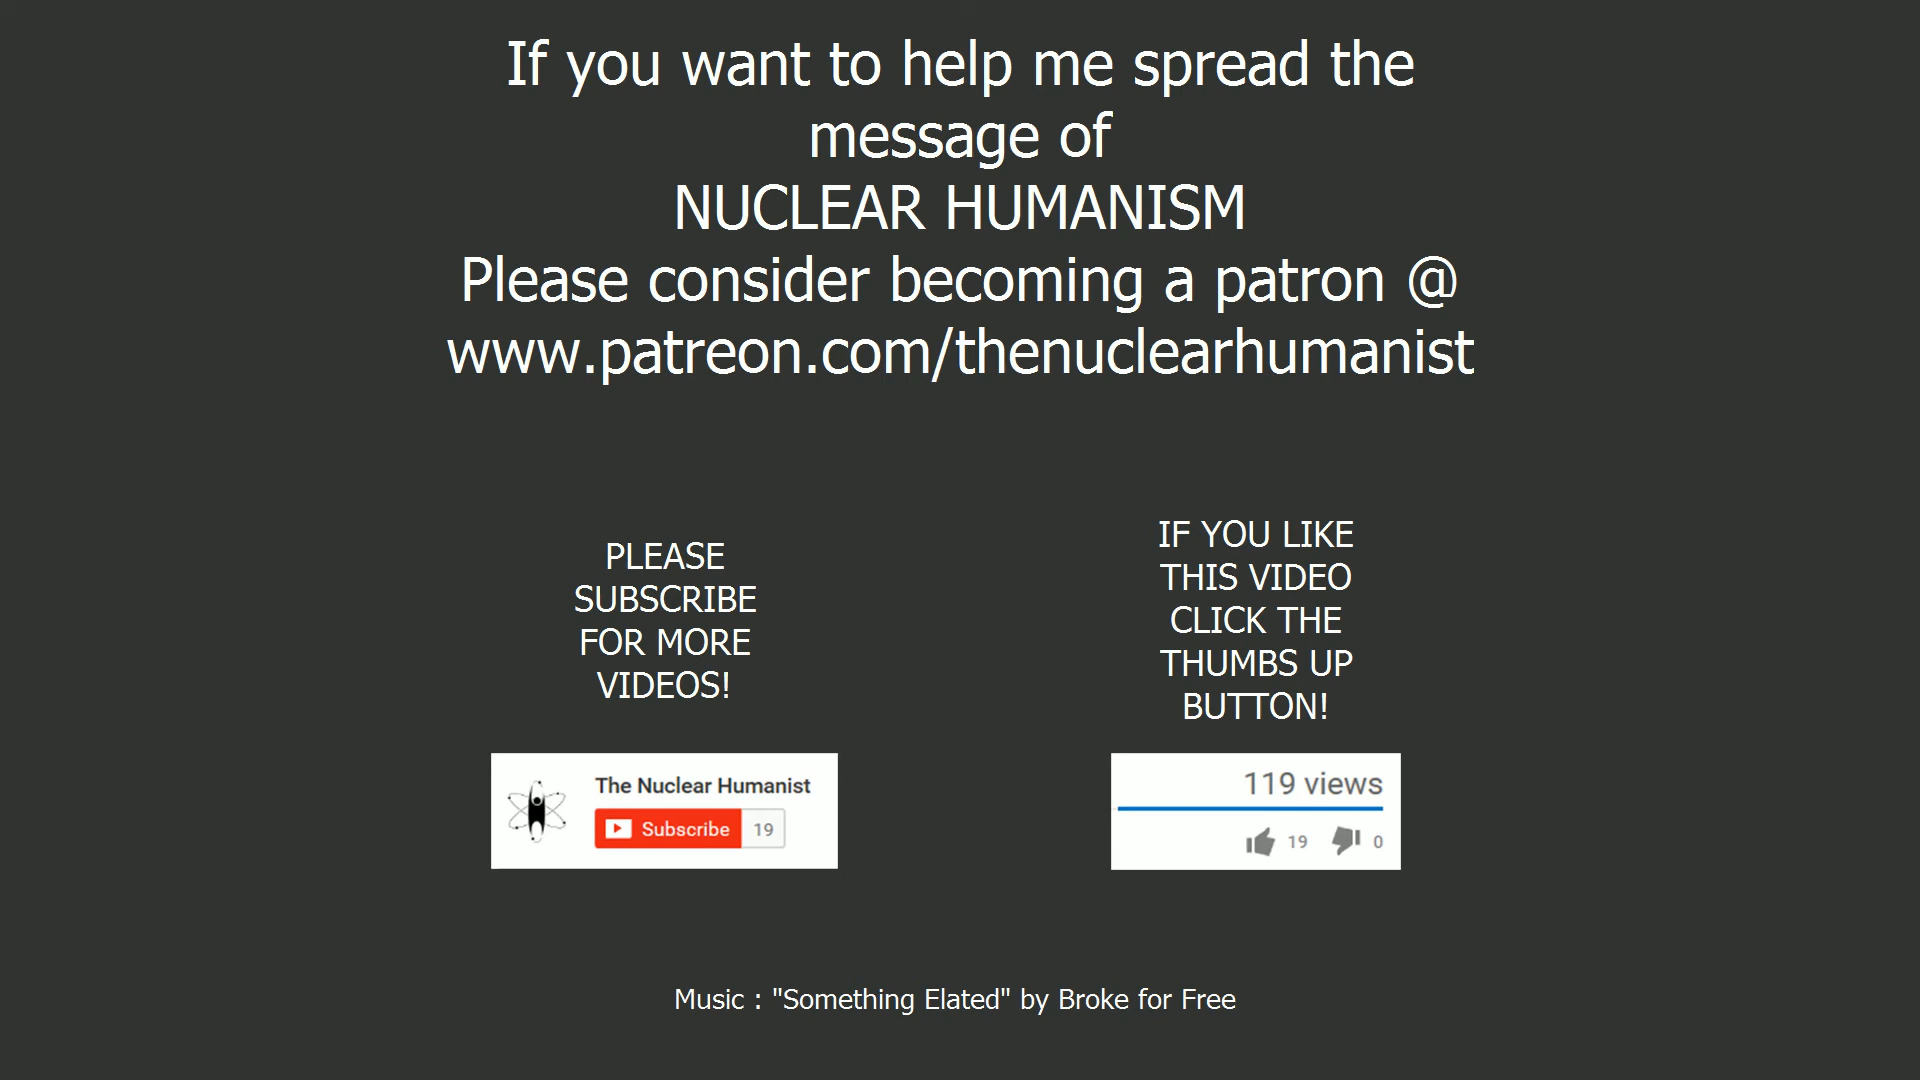 If you want to help me spread the
message of
NUCLEAR HUMANISM
Please consider becoming a patron @
www.patreon.com/thenuclearhumanist
PLEASE
SUBSCRIBE
FOR MORE
VIDEOS!
The Nuclear Humanist
Subscribe 19
IF YOU LIKE
THIS VIDEO
CLICK THE
THUMBS UP
BUTTON!
119 views
19 0
Music : "Something Elated" by Broke for Free